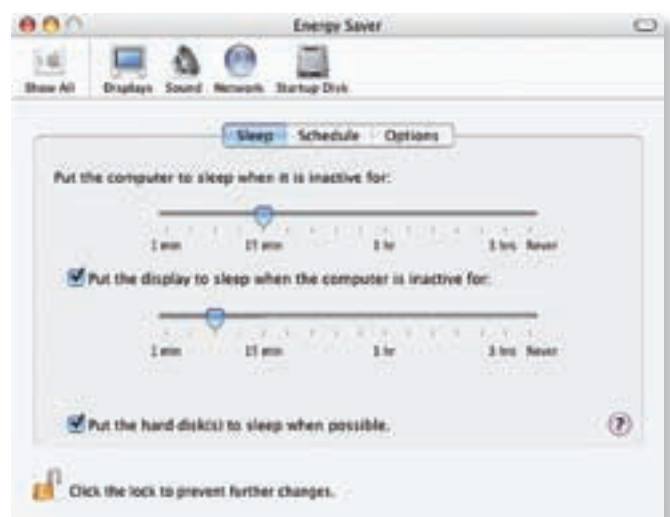 Energy Saver
Show All Displays Sound Network Startup Disk
Sleep Schedule Options
Put the computer to sleep when it is inactive for:
1 min 15 min 1 hr 3 hrs Never
Put the display to sleep when the computer is inactive for:
1 min 15 min 1 hr 3 hrs Never
Put the hard disk(s) to sleep when possible. ?
Click the lock to prevent further changes.